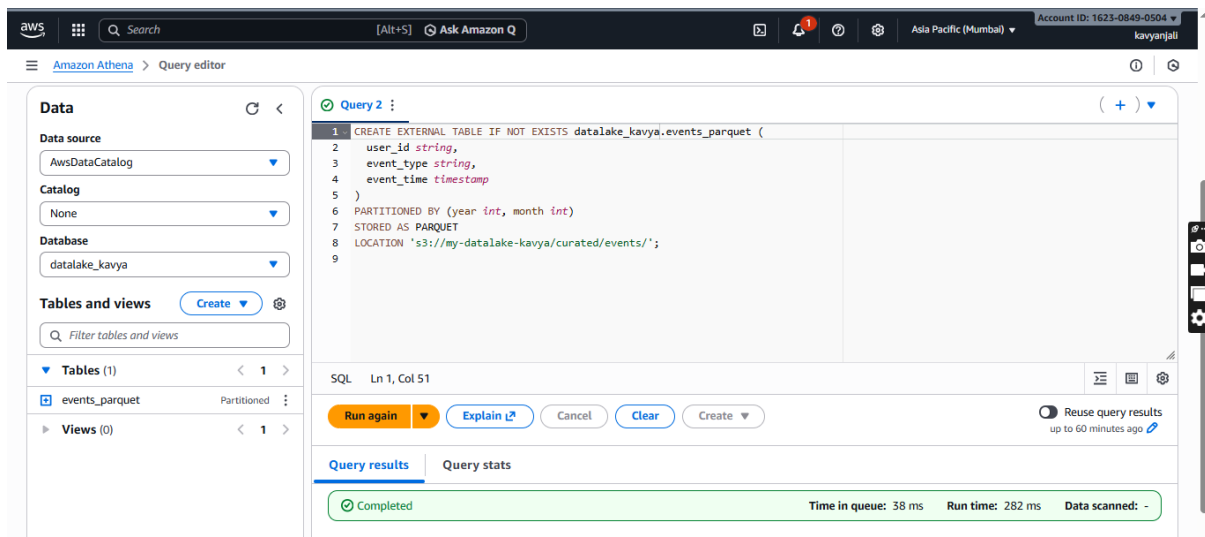 aws
Search
[Alt+S]
Ask Amazon Q
1
Asia Pacific (Mumbai)
Account ID: 1623-0849-0504
kavyanjali
Amazon Athena > Query editor
Data
Data source
AwsDataCatalog
Catalog
None
Database
datalake_kavya
Tables and views
Create
Filter tables and views
Tables (1)
< 1 >
events_parquet
Partitioned
Views (0)
< 1 >
Query 2
1 CREATE EXTERNAL TABLE IF NOT EXISTS datalake_kavya.events_parquet (
2 user_id string,
3 event_type string,
4 event_time timestamp
5 )
6 PARTITIONED BY (year int, month int)
7 STORED AS PARQUET
8 LOCATION 's3://my-datalake-kavya/curated/events/';
9
SQL Ln 1, Col 51
Run again
Explain
Cancel
Clear
Create
Reuse query results
up to 60 minutes ago
Query results
Query stats
Completed
Time in queue: 38 ms
Run time: 282 ms
Data scanned: -